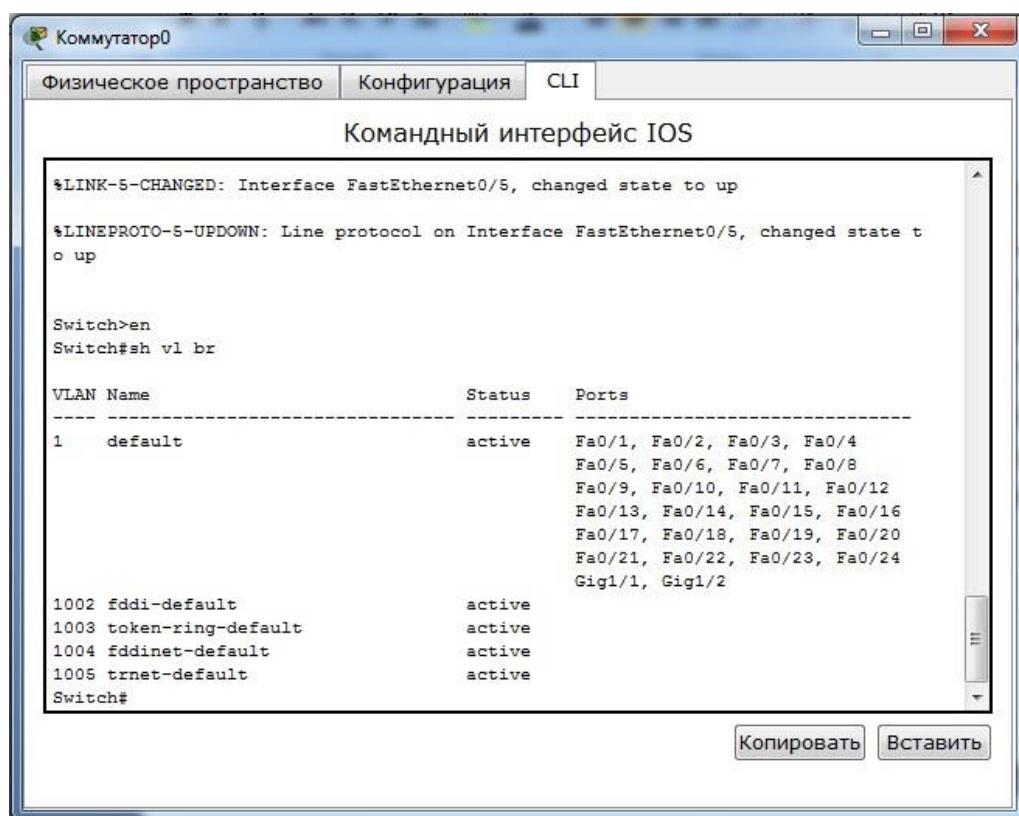 Коммутатор0
Физическое пространство Конфигурация CLI
Командный интерфейс IOS
%LINK-5-CHANGED: Interface FastEthernet0/5, changed state to up
%LINEPROTO-5-UPDOWN: Line protocol on Interface FastEthernet0/5, changed state t
o up
Switch>en
Switch#sh vl br
VLAN Name Status Ports
---- -------------------------------- --------- -------------------------------
1 default active Fa0/1, Fa0/2, Fa0/3, Fa0/4
Fa0/5, Fa0/6, Fa0/7, Fa0/8
Fa0/9, Fa0/10, Fa0/11, Fa0/12
Fa0/13, Fa0/14, Fa0/15, Fa0/16
Fa0/17, Fa0/18, Fa0/19, Fa0/20
Fa0/21, Fa0/22, Fa0/23, Fa0/24
Gig1/1, Gig1/2
1002 fddi-default active
1003 token-ring-default active
1004 fddinet-default active
1005 trnet-default active
Switch#
Копировать Вставить